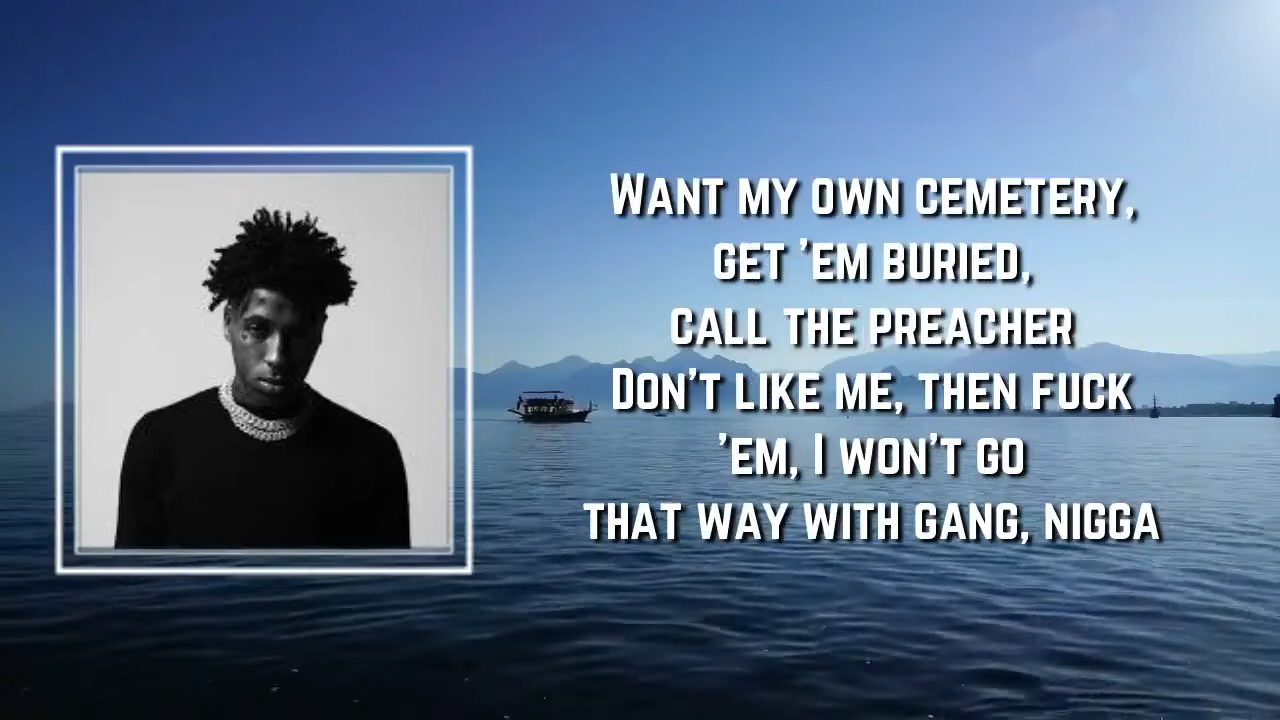 Want my own cemetery,
get 'em buried,
call the preacher
Don't like me, then fuck
'em, I won't go
that way with gang, nigga